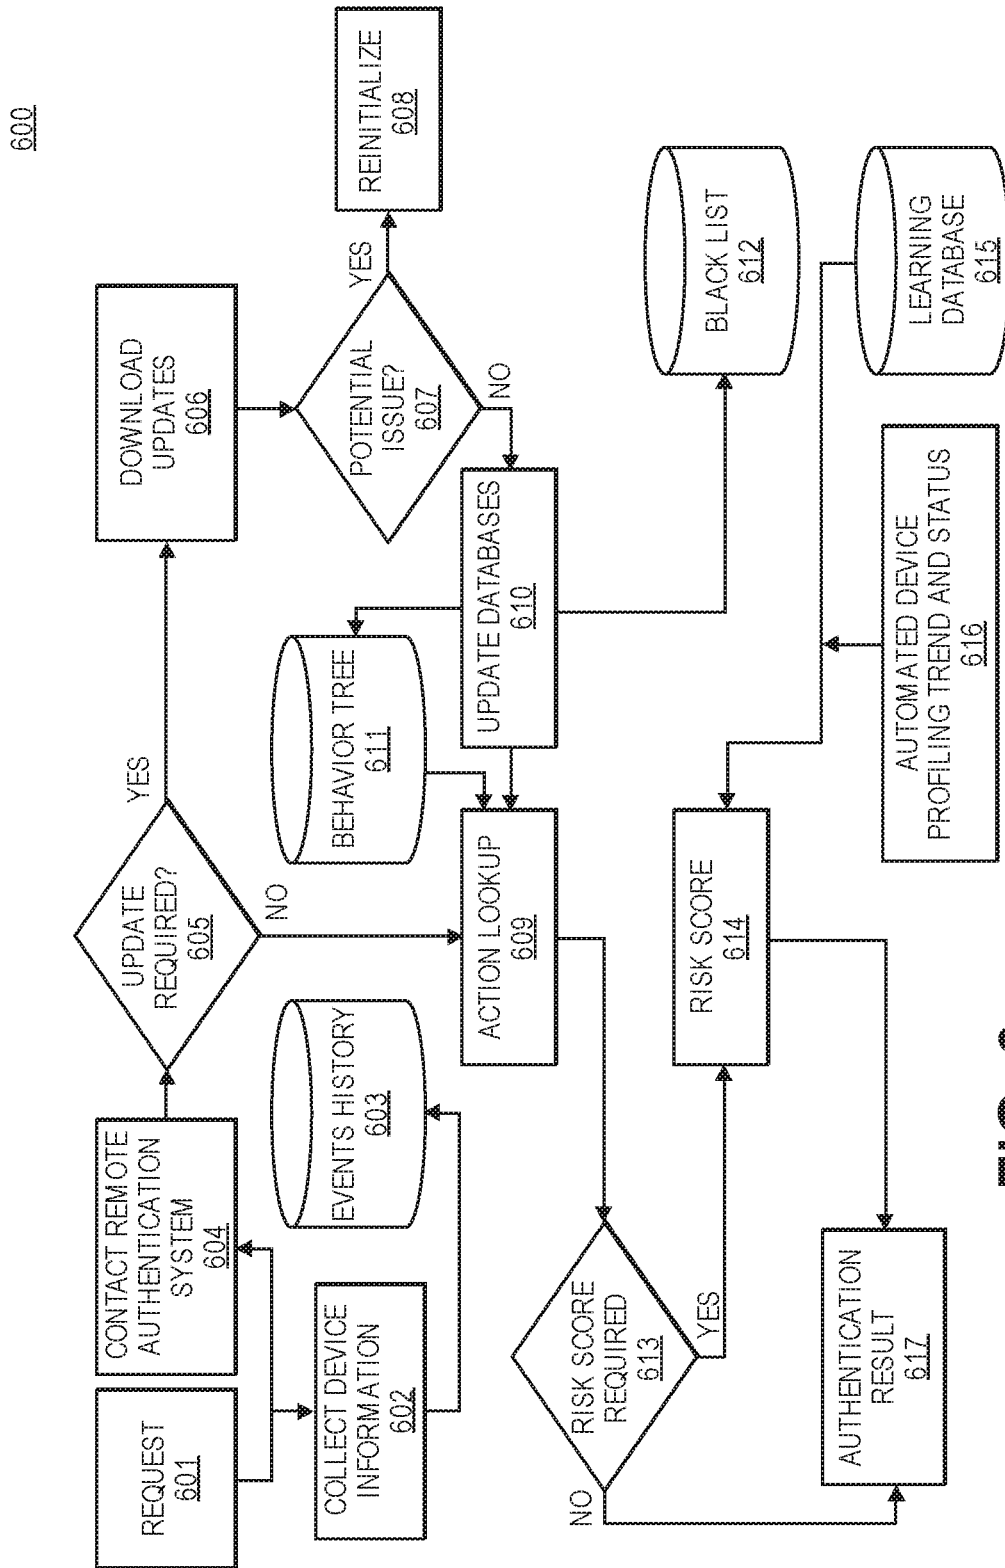 600
REQUEST
601
CONTACT REMOTE
AUTHENTICATION
SYSTEM
604
UPDATE
REQUIRED?
605
YES
NO
DOWNLOAD
UPDATES
606
COLLECT DEVICE
INFORMATION
602
EVENTS HISTORY
603
BEHAVIOR TREE
611
POTENTIAL
ISSUE?
607
YES
NO
REINITIALIZE
608
ACTION LOOKUP
609
UPDATE DATABASES
610
RISK SCORE
REQUIRED
613
NO
YES
RISK SCORE
614
BLACK LIST
612
AUTHENTICATION
RESULT
617
AUTOMATED DEVICE
PROFILING TREND AND STATUS
616
LEARNING
DATABASE
615